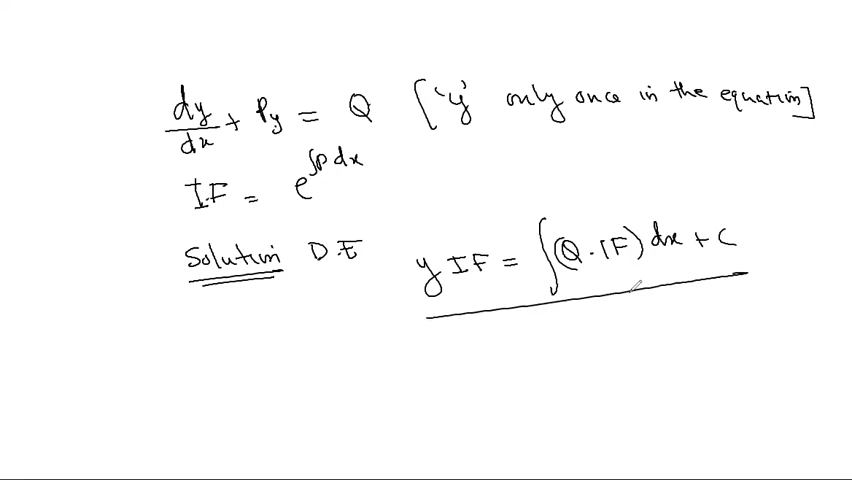 dy/dx + Py = Q ['y' only once in the equation]
I.F = e^∫P dx
Solution D.E y IF = ∫(Q · IF) dx + C